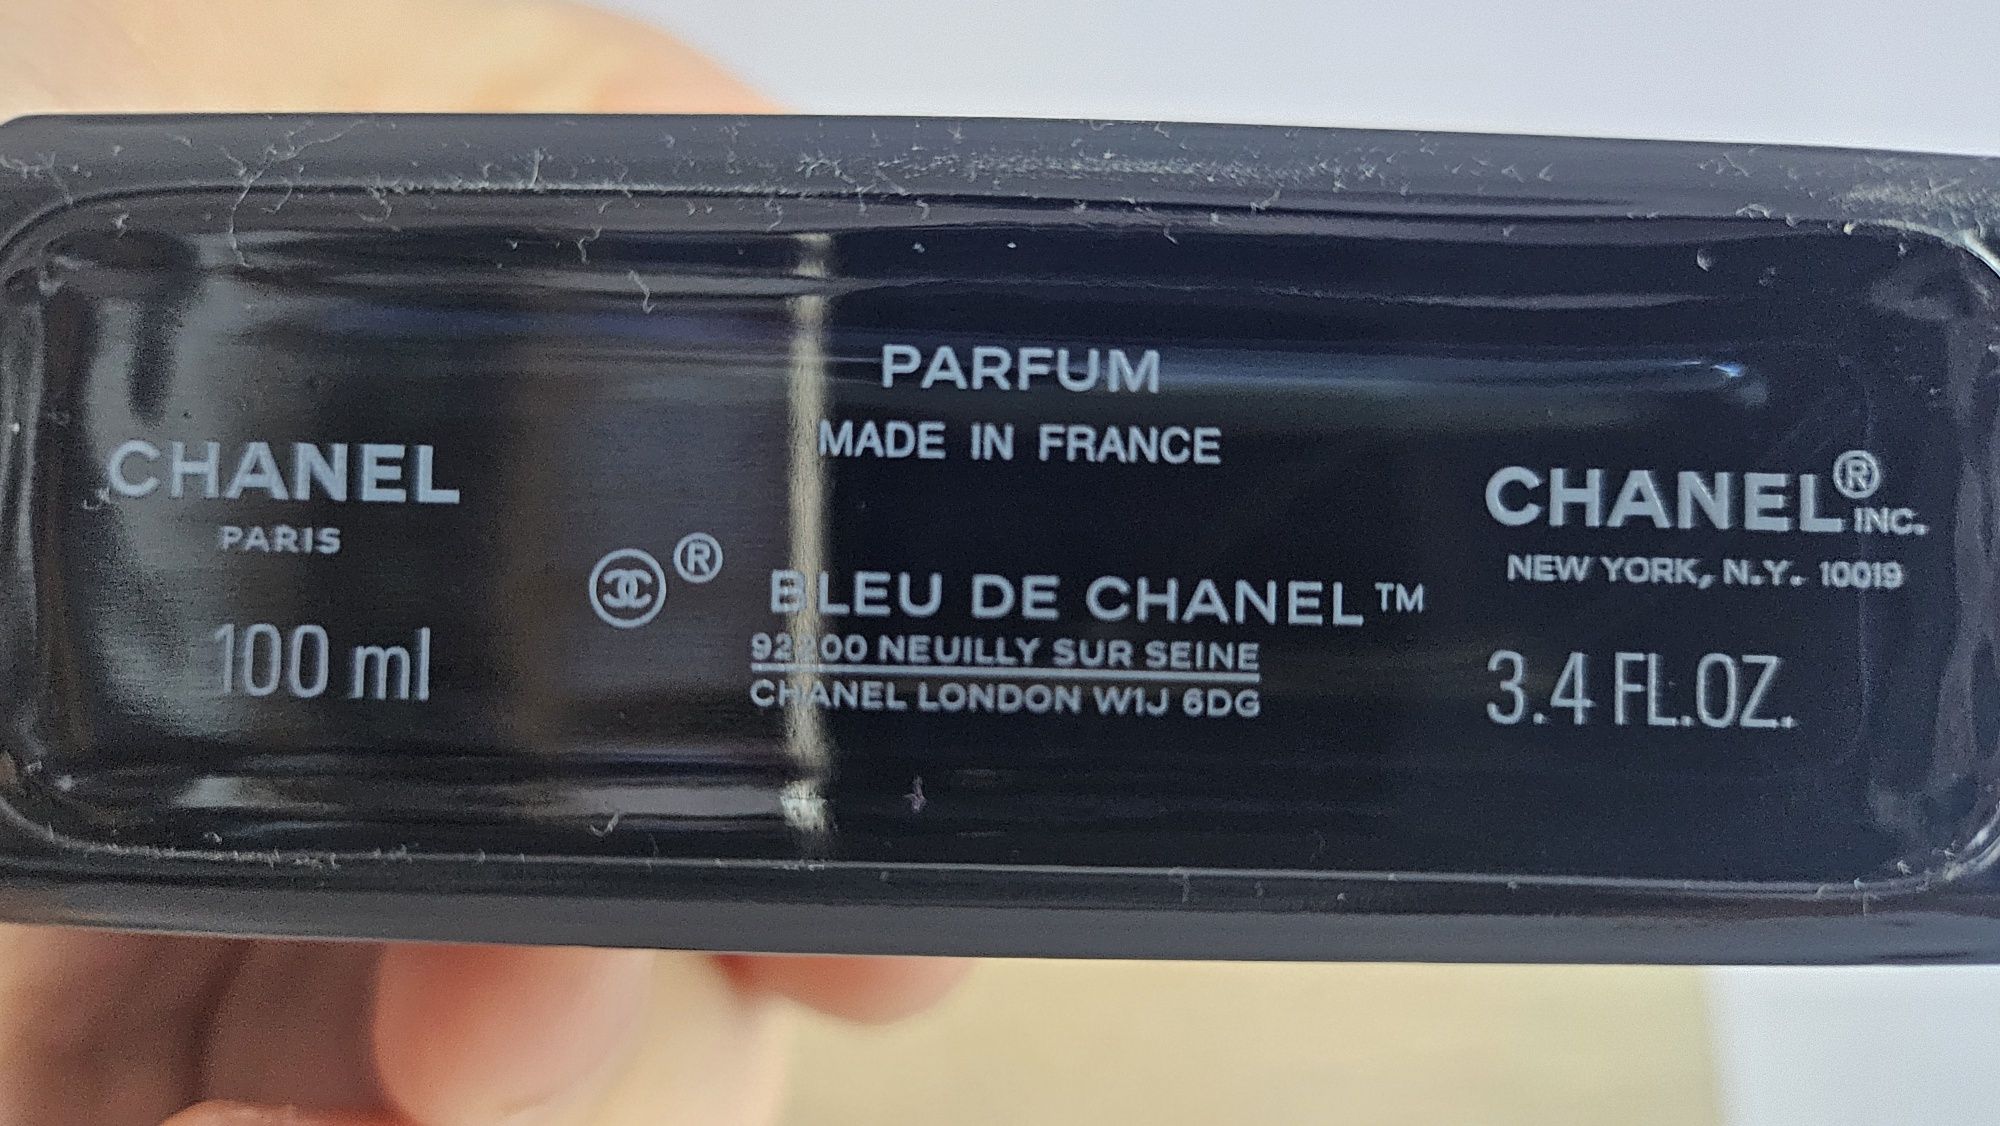 PARFUM
MADE IN FRANCE
CHANEL
PARIS
100 ml
® BLEU DE CHANEL™
92200 NEUILLY SUR SEINE
CHANEL LONDON W1J 6DG
CHANEL® INC.
NEW YORK, N.Y. 10019
3.4 FL.OZ.